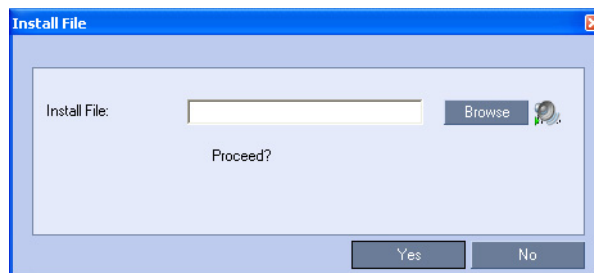 Install File
Install File:
Browse
Proceed?
Yes
No